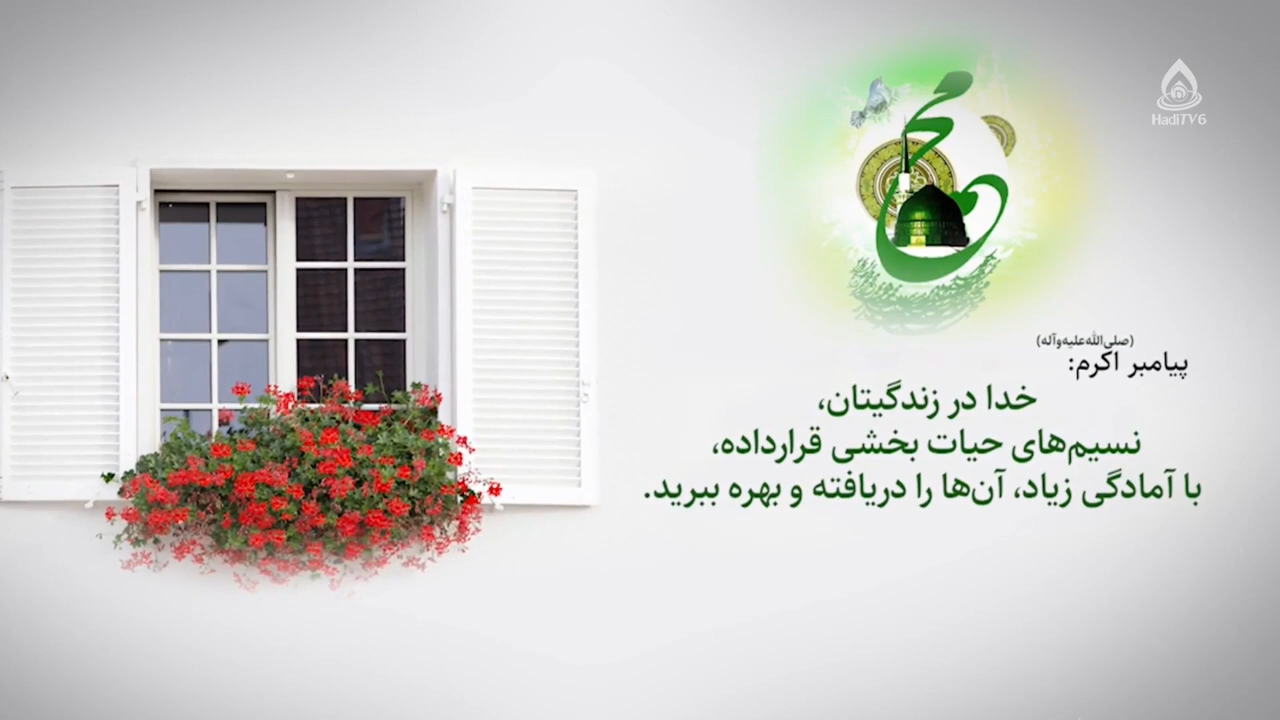 محمد
HadiTV6
(صلی‌الله‌علیه‌وآله)
پیامبر اکرم:
خدا در زندگیتان،
نسیم‌های حیات بخشی قرارداده،
با آمادگی زیاد، آن‌ها را دریافته و بهره ببرید.